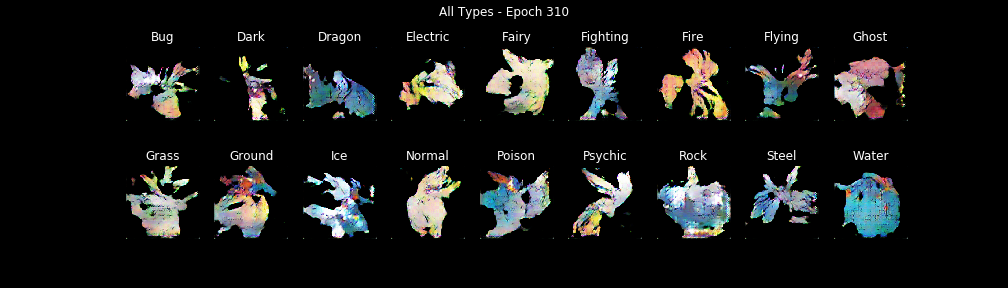 All Types - Epoch 310
Bug Dark Dragon Electric Fairy Fighting Fire Flying Ghost
Grass Ground Ice Normal Poison Psychic Rock Steel Water